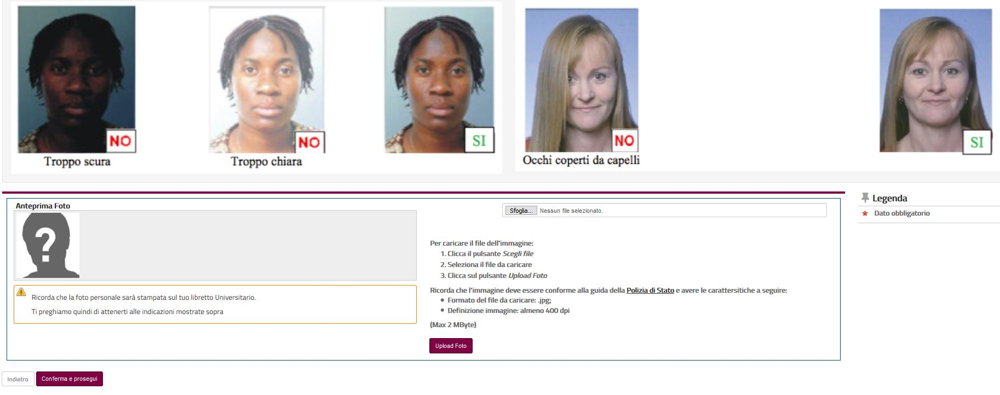 NO
NO
SI
NO
SI
Troppo scura
Troppo chiara
Occhi coperti da capelli
Anteprima Foto
?
Ricorda che la foto personale sarà stampata sul tuo libretto Universitario.
Ti preghiamo quindi di attenerti alle indicazioni mostrate sopra
Sfoglia... Nessun file selezionato.
Per caricare il file dell'immagine:
1. Clicca il pulsante Scegli file
2. Seleziona il file da caricare
3. Clicca sul pulsante Upload Foto
Ricorda che l'immagine deve essere conforme alla guida della Polizia di Stato e avere le carattersitiche a seguire:
• Formato del file da caricare: .jpg;
• Definizione immagine: almeno 400 dpi
(Max 2 MByte)
Upload Foto
Legenda
* Dato obbligatorio
Indietro
Conferma e prosegui